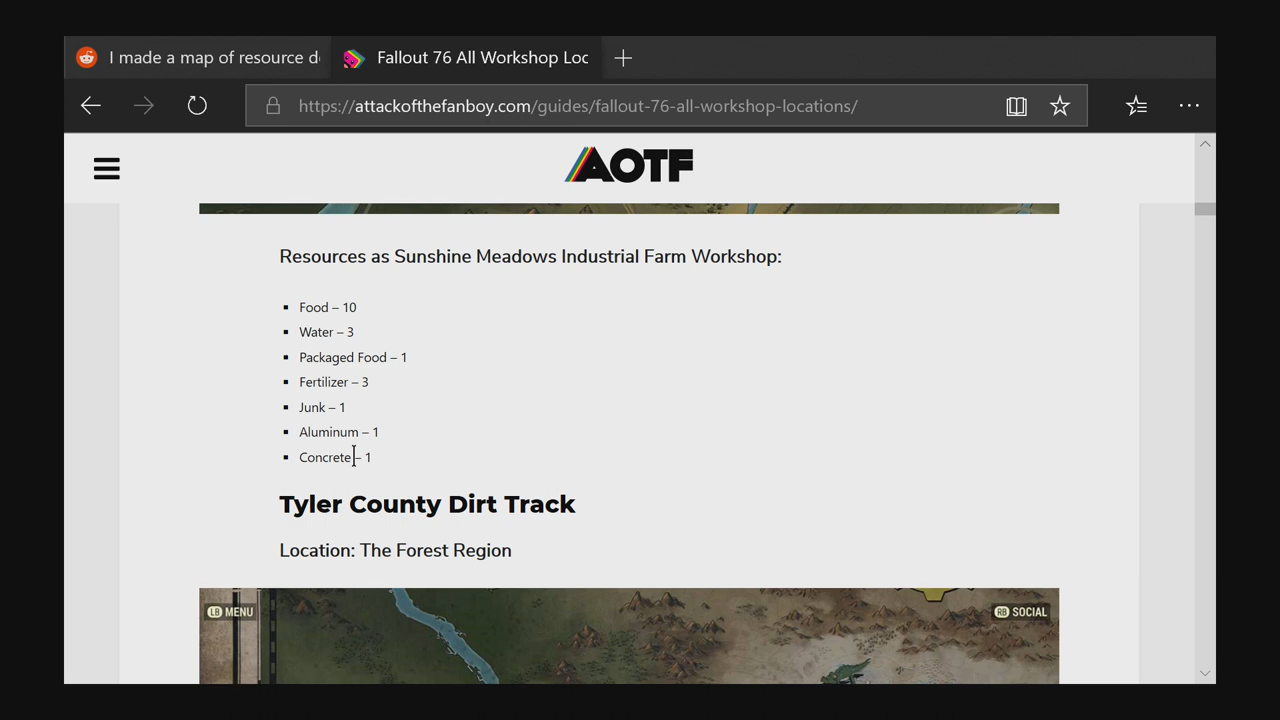 I made a map of resource d
Fallout 76 All Workshop Loc
https://attackofthefanboy.com/guides/fallout-76-all-workshop-locations/
AOTF
Resources as Sunshine Meadows Industrial Farm Workshop:
Food – 10
Water – 3
Packaged Food – 1
Fertilizer – 3
Junk – 1
Aluminum – 1
Concrete – 1
Tyler County Dirt Track
Location: The Forest Region
LB MENU
RB SOCIAL